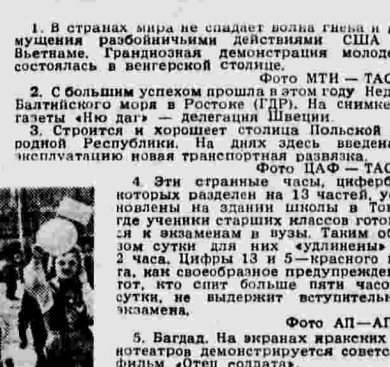 1. В странах мира не спадает волна гнева и
мущения разбойничьими действиями США
Вьетнаме. Грандиозная демонстрация молод
состоялась в венгерской столице.
Фото МТИ — ТАС
2. С большим успехом прошла в этом году Нед
Балтийского моря в Ростоке (ГДР). На снимке
газеты «Ню даг» — делегация Швеции.
3. Строится и хорошеет столица Польской
родной Республики. На днях здесь введена
эксплуатацию новая транспортная развязка.
Фото ЦАФ — ТАС
4. Эти странные часы, циферб
которых разделен на 13 частей, ус
новлены на здании школы в Ток
где ученики старших классов готов
ся к экзаменам в вузы. Таким об
зом сутки для них «удлинены»
2 часа. Цифры 13 и 5—красного
та, как своеобразное предупрежде
тот, кто спит больше пяти часо
сутки, не выдержит вступитель
экзамена.
Фото АП—АП
5. Багдад. На экранах иракских
нотеатров демонстрируется советс
фильм «Отец солдата».